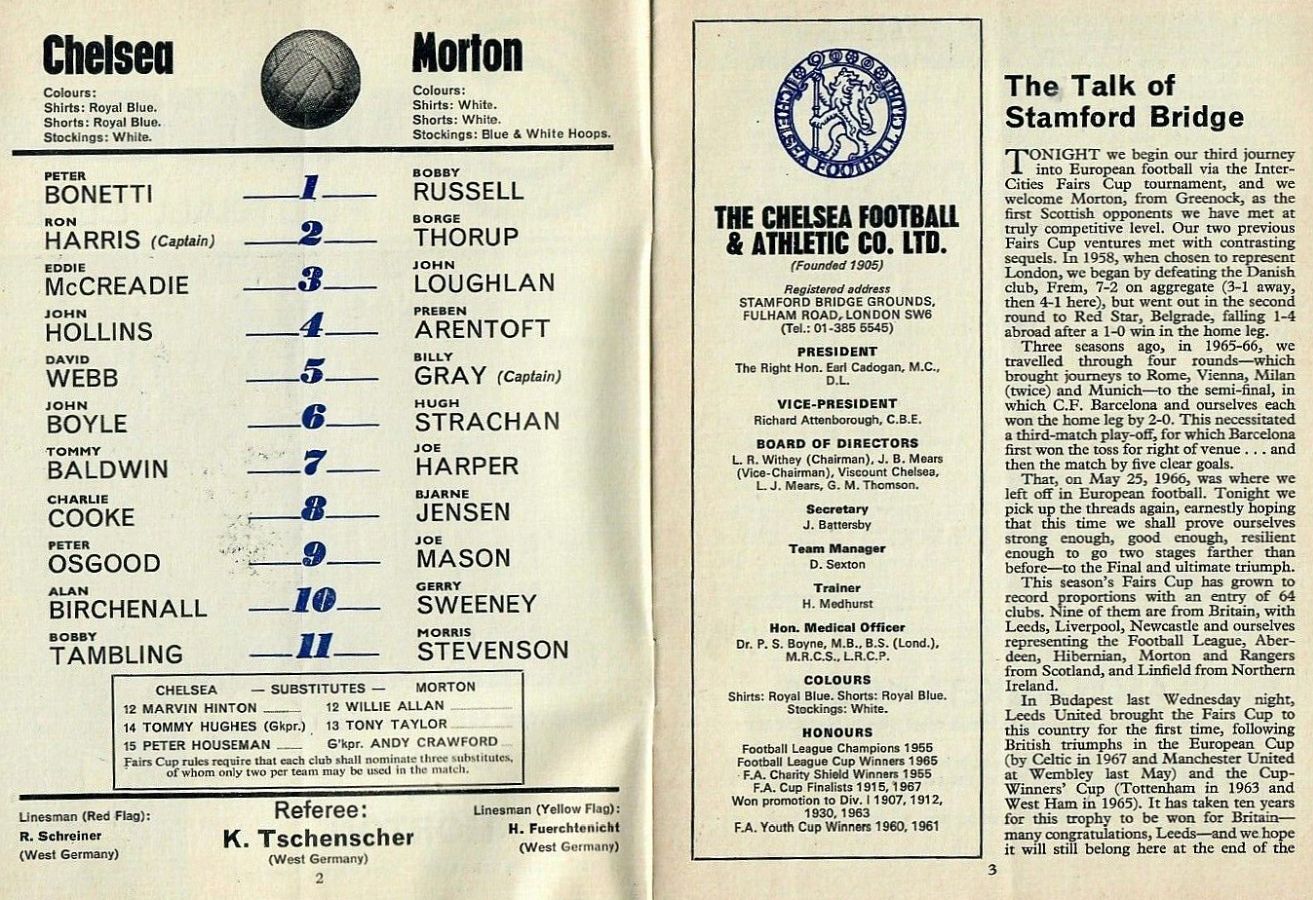 Chelsea
Colours:
Shirts: Royal Blue.
Shorts: Royal Blue.
Stockings: White.
Morton
Colours:
Shirts: White.
Shorts: White.
Stockings: Blue & White Hoops.
PETER BONETTI 1 BOBBY RUSSELL
RON HARRIS (Captain) 2 BORGE THORUP
EDDIE McCREADIE 3 JOHN LOUGHLAN
JOHN HOLLINS 4 PREBEN ARENTOFT
DAVID WEBB 5 BILLY GRAY (Captain)
JOHN BOYLE 6 HUGH STRACHAN
TOMMY BALDWIN 7 JOE HARPER
CHARLIE COOKE 8 BJARNE JENSEN
PETER OSGOOD 9 JOE MASON
ALAN BIRCHENALL 10 GERRY SWEENEY
BOBBY TAMBLING 11 MORRIS STEVENSON
CHELSEA — SUBSTITUTES — MORTON
12 MARVIN HINTON 12 WILLIE ALLAN
14 TOMMY HUGHES (Gkpr.) 13 TONY TAYLOR
15 PETER HOUSEMAN G'kpr. ANDY CRAWFORD
Fairs Cup rules require that each club shall nominate three substitutes,
of whom only two per team may be used in the match.
Linesman (Red Flag):
R. Schreiner
(West Germany)
Referee:
K. Tschenscher
(West Germany)
Linesman (Yellow Flag):
H. Fuerchtenicht
(West Germany)
2
CHELSEA FOOTBALL CLUB
THE CHELSEA FOOTBALL
& ATHLETIC CO. LTD.
(Founded 1905)
Registered address
STAMFORD BRIDGE GROUNDS,
FULHAM ROAD, LONDON SW6
(Tel.: 01-385 5545)
PRESIDENT
The Right Hon. Earl Cadogan, M.C.,
D.L.
VICE-PRESIDENT
Richard Attenborough, C.B.E.
BOARD OF DIRECTORS
L. R. Withey (Chairman), J. B. Mears
(Vice-Chairman), Viscount Chelsea,
L. J. Mears, G. M. Thomson.
Secretary
J. Battersby
Team Manager
D. Sexton
Trainer
H. Medhurst
Hon. Medical Officer
Dr. P. S. Boyne, M.B., B.S. (Lond.),
M.R.C.S., L.R.C.P.
COLOURS
Shirts: Royal Blue. Shorts: Royal Blue.
Stockings: White.
HONOURS
Football League Champions 1955
Football League Cup Winners 1965
F.A. Charity Shield Winners 1955
F.A. Cup Finalists 1915, 1967
Won promotion to Div. I 1907, 1912,
1930, 1963
F.A. Youth Cup Winners 1960, 1961
The Talk of
Stamford Bridge
TONIGHT we begin our third journey
into European football via the Inter-
Cities Fairs Cup tournament, and we
welcome Morton, from Greenock, as the
first Scottish opponents we have met at
truly competitive level. Our two previous
Fairs Cup ventures met with contrasting
sequels. In 1958, when chosen to represent
London, we began by defeating the Danish
club, Frem, 7-2 on aggregate (3-1 away,
then 4-1 here), but went out in the second
round to Red Star, Belgrade, falling 1-4
abroad after a 1-0 win in the home leg.
Three seasons ago, in 1965-66, we
travelled through four rounds—which
brought journeys to Rome, Vienna, Milan
(twice) and Munich—to the semi-final, in
which C.F. Barcelona and ourselves each
won the home leg by 2-0. This necessitated
a third-match play-off, for which Barcelona
first won the toss for right of venue . . . and
then the match by five clear goals.
That, on May 25, 1966, was where we
left off in European football. Tonight we
pick up the threads again, earnestly hoping
that this time we shall prove ourselves
strong enough, good enough, resilient
enough to go two stages farther than
before—to the Final and ultimate triumph.
This season's Fairs Cup has grown to
record proportions with an entry of 64
clubs. Nine of them are from Britain, with
Leeds, Liverpool, Newcastle and ourselves
representing the Football League, Aber-
deen, Hibernian, Morton and Rangers
from Scotland, and Linfield from Northern
Ireland.
In Budapest last Wednesday night,
Leeds United brought the Fairs Cup to
this country for the first time, following
British triumphs in the European Cup
(by Celtic in 1967 and Manchester United
at Wembley last May) and the Cup-
Winners' Cup (Tottenham in 1963 and
West Ham in 1965). It has taken ten years
for this trophy to be won for Britain—
many congratulations, Leeds—and we hope
it will still belong here at the end of the
3